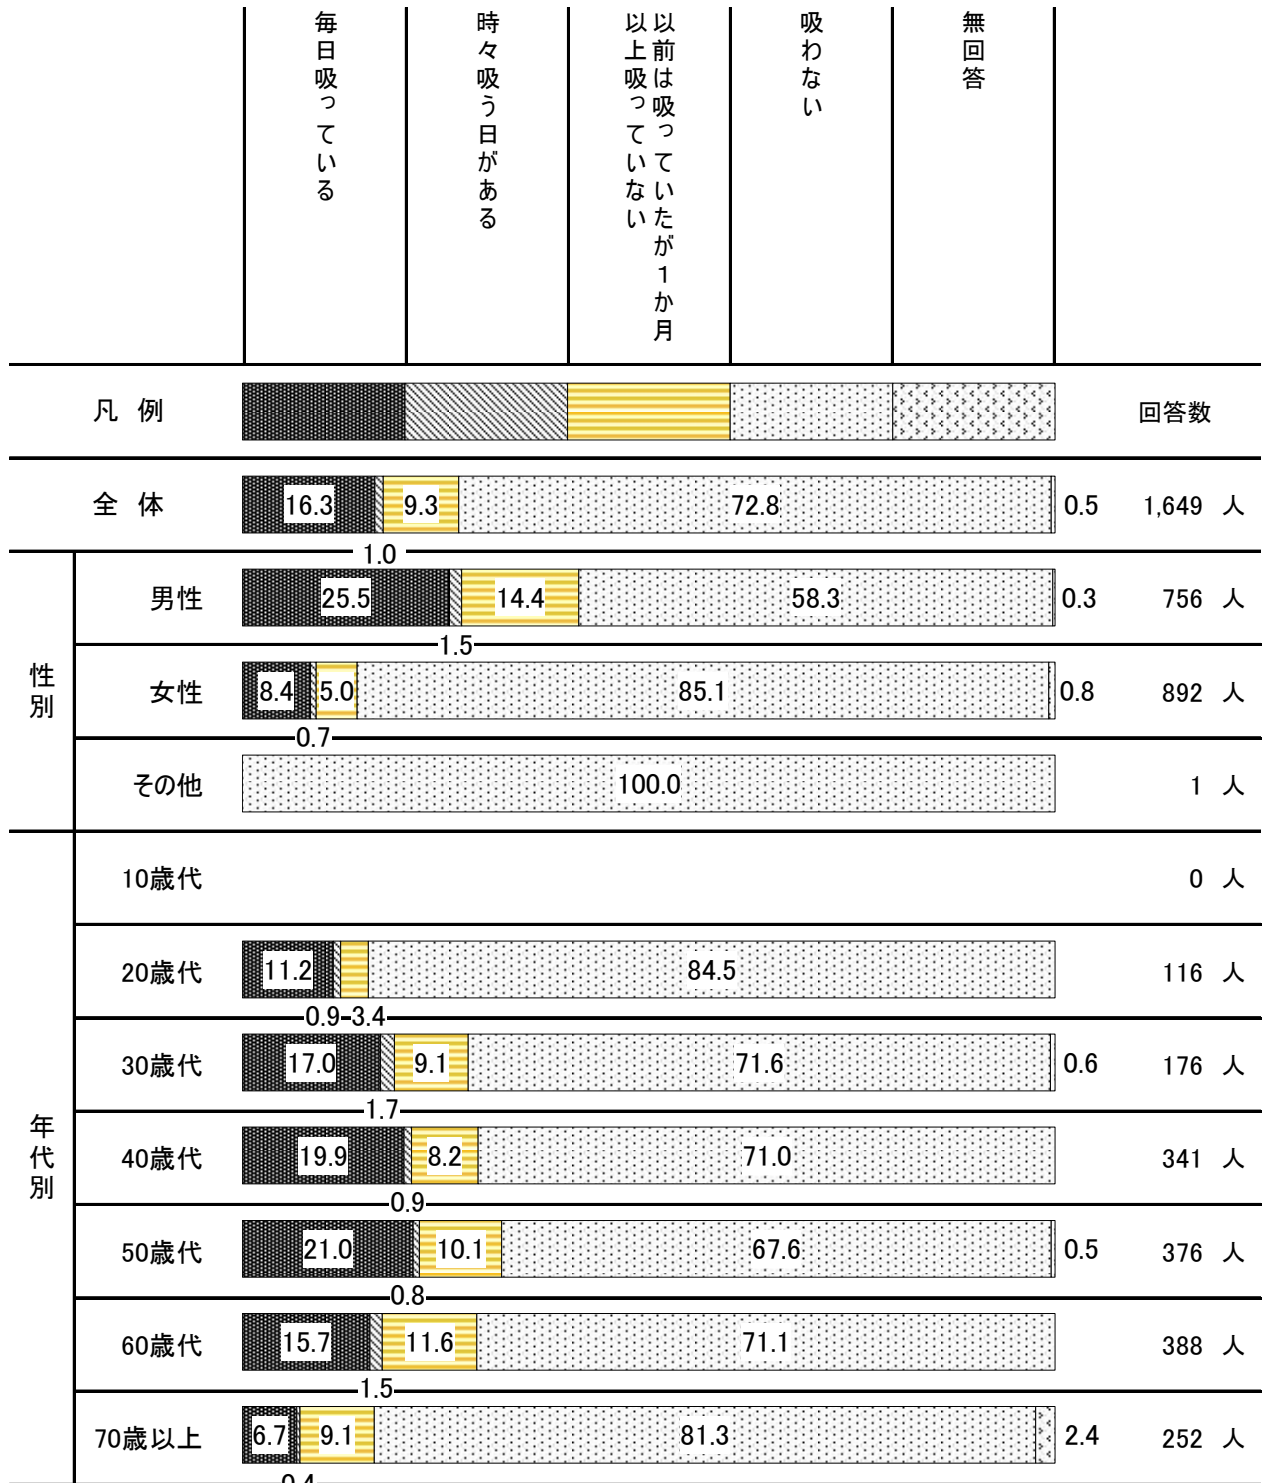 毎日吸っている
時々吸う日がある
以前は吸っていたが１か月
以上吸っていない
吸わない
無回答
凡 例
回答数
全 体
16.3
9.3
72.8
0.5
1,649 人
1.0
性別
男性
25.5
14.4
58.3
0.3
756 人
1.5
女性
8.4
5.0
85.1
0.8
892 人
0.7
その他
100.0
1 人
年代別
10歳代
0 人
20歳代
11.2
84.5
116 人
0.9
3.4
30歳代
17.0
9.1
71.6
0.6
176 人
1.7
40歳代
19.9
8.2
71.0
341 人
0.9
50歳代
21.0
10.1
67.6
0.5
376 人
0.8
60歳代
15.7
11.6
71.1
388 人
1.5
70歳以上
6.7
9.1
81.3
2.4
252 人
0.4